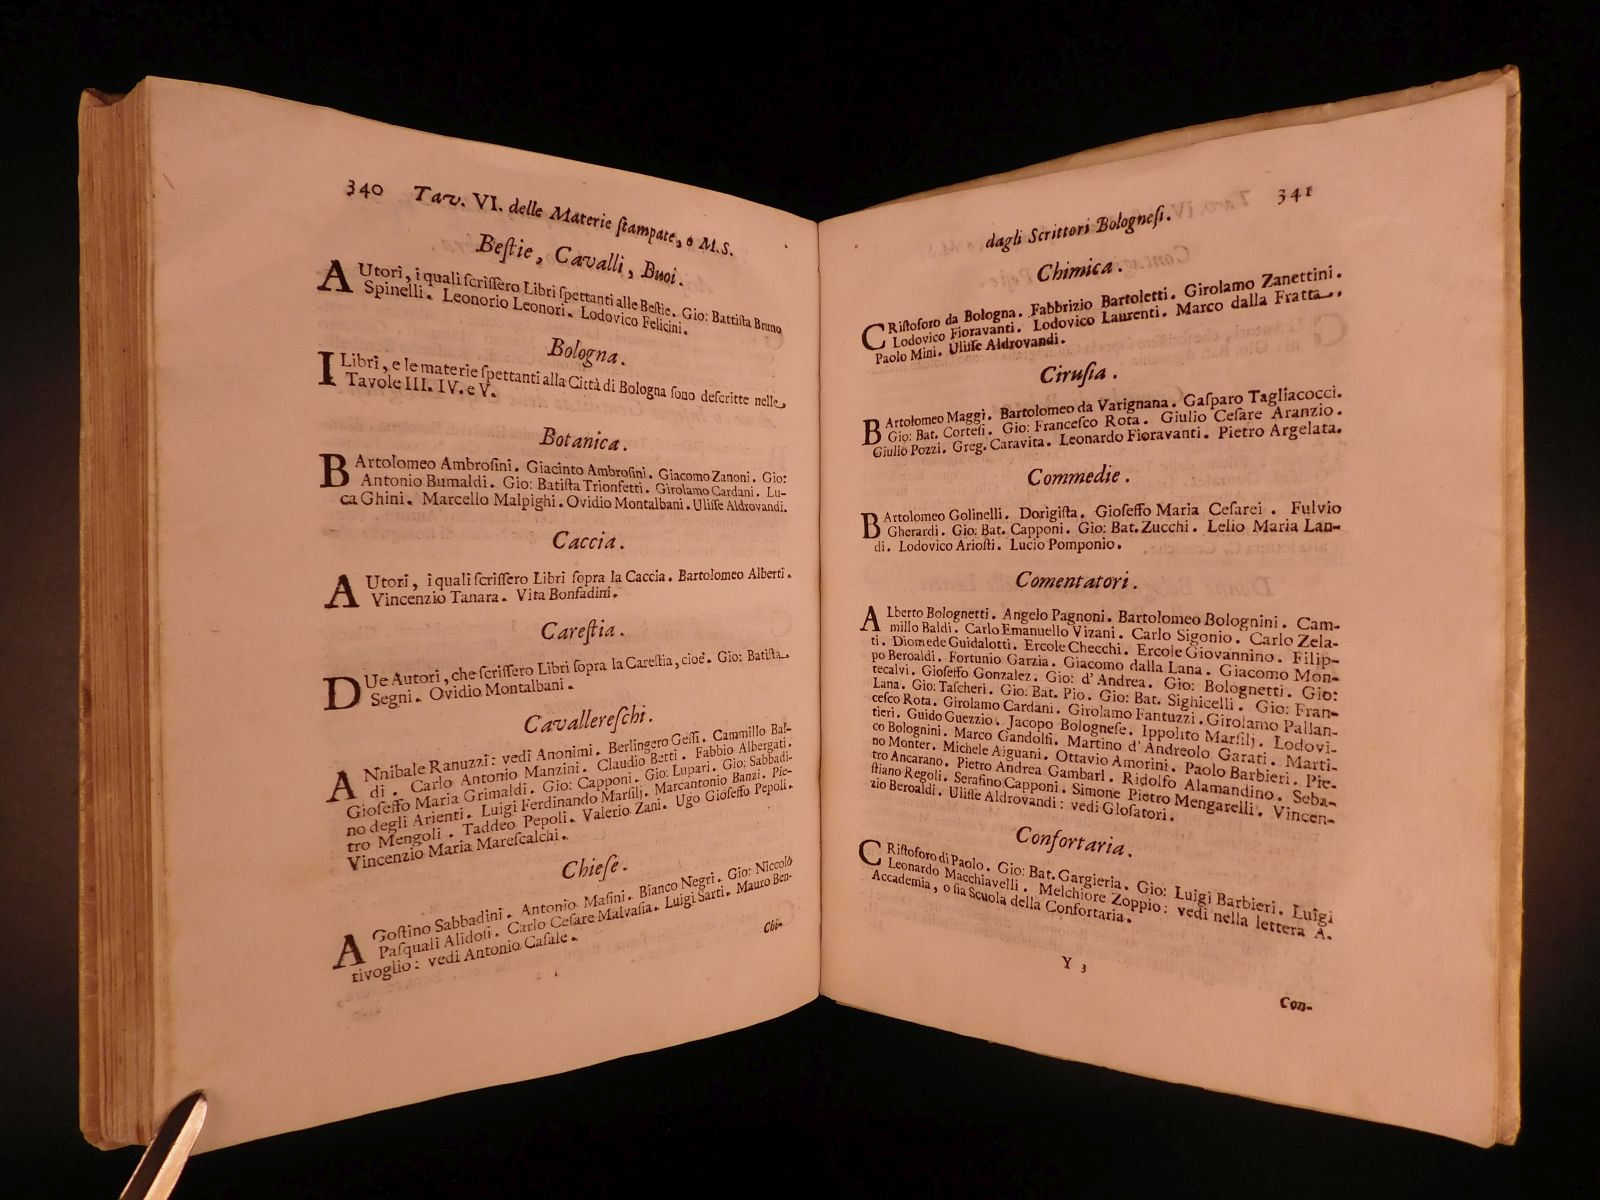 340 Tav. VI. delle Materie ſtampate, o M.S.
Beſtie, Cavalli, Buoi.
AUtori, i quali ſcriſſero Libri ſpettanti alle Beſtie. Gio: Battiſta Bruno
Spinelli. Leonorio Leonori. Lodovico Felicini.
Bologna.
I Libri, e le materie ſpettanti alla Città di Bologna ſono deſcritte nelle
Tavole III. IV. e V.
Botanica.
BArtolomeo Ambroſini. Giacinto Ambroſini. Giacomo Zanoni. Gio:
Antonio Bumaldi. Gio: Batiſta Trionfetti. Girolamo Cardani. Lu-
ca Ghini. Marcello Malpighi. Ovidio Montalbani. Uliſſe Aldrovandi.
Caccia.
AUtori, i quali ſcriſſero Libri ſopra la Caccia. Bartolomeo Alberti.
Vincenzio Tanara. Vita Bonfadini.
Careſtia.
DUe Autori, che ſcriſſero Libri ſopra la Careſtia, cioè. Gio: Batiſta
Segni. Ovidio Montalbani.
Cavallereſchi.
ANnibale Ranuzzi: vedi Anonimi. Berlingero Geſſi. Cammillo Bal-
di. Carlo Antonio Manzini. Claudio Betti. Fabbio Albergati.
Gioſeffo Maria Grimaldi. Gio: Capponi. Gio: Lupari. Gio: Sabbadi-
no degli Arienti. Luigi Ferdinando Marſilj. Marcantonio Banzi. Pie-
tro Mengoli. Taddeo Pepoli. Valerio Zani. Ugo Gioſeffo Pepoli.
Vincenzio Maria Mareſcalchi.
Chieſe.
AGoſtino Sabbadini. Antonio Maſini. Bianco Negri. Gio: Niccolò
Paſquali Alidoſi. Carlo Ceſare Malvaſia. Luigi Sarti. Mauro Ben-
tivoglio: vedi Antonio Caſale.
Chi-
dagli Scrittori Bologneſi. 341
Chimica.
CRiſtoforo da Bologna. Fabbrizio Bartoletti. Girolamo Zanettini.
Lodovico Fioravanti. Lodovico Laurenti. Marco dalla Fratta.
Paolo Mini. Uliſſe Aldrovandi.
Ciruſia.
BArtolomeo Maggi. Bartolomeo da Varignana. Gaſparo Tagliacocci.
Gio: Bat. Corteſi. Gio: Franceſco Rota. Giulio Ceſare Aranzio.
Giulio Pozzi. Greg. Caravita. Leonardo Fioravanti. Pietro Argelata.
Commedie.
BArtolomeo Golinelli. Dorigiſta. Gioſeffo Maria Ceſarei. Fulvio
Gherardi. Gio: Bat. Capponi. Gio: Bat. Zucchi. Lelio Maria Lan-
di. Lodovico Arioſti. Lucio Pomponio.
Comentatori.
ALberto Bolognetti. Angelo Pagnoni. Bartolomeo Bolognini. Cam-
millo Baldi. Carlo Emanuello Vizani. Carlo Sigonio. Carlo Zela-
ti. Diomede Guidalotti. Ercole Checchi. Ercole Giovannino. Filip-
po Beroaldi. Fortunio Garzia. Giacomo dalla Lana. Giacomo Mon-
tecalvi. Gioſeffo Gonzalez. Gio: d' Andrea. Gio: Bolognetti. Gio:
Lana. Gio: Taſcheri. Gio: Bat. Pio. Gio: Bat. Sighicelli. Gio: Fran-
ceſco Rota. Girolamo Cardani. Girolamo Fantuzzi. Girolamo Pallan-
tieri. Guido Guezzio. Jacopo Bologneſe. Ippolito Marſilj. Lodovi-
co Bolognini. Marco Gandolfi. Martino d' Andreolo Garati. Marti-
no Monter. Michele Aiguani. Ottavio Amorini. Paolo Barbieri. Pie-
tro Ancarano. Pietro Andrea Gambarl. Ridolfo Alamandino. Seba-
ſtiano Regoli. Serafino Capponi. Simone Pietro Mengarelli. Vincen-
zio Beroaldi. Uliſſe Aldrovandi: vedi Gloſatori.
Confortaria.
CRiſtoforo di Paolo. Gio: Bat. Gargieria. Gio: Luigi Barbieri. Luigi
Leonardo Macchiavelli. Melchiore Zoppio: vedi nella lettera A.
Accademia, o ſia Scuola della Confortaria.
Y 3
Con-